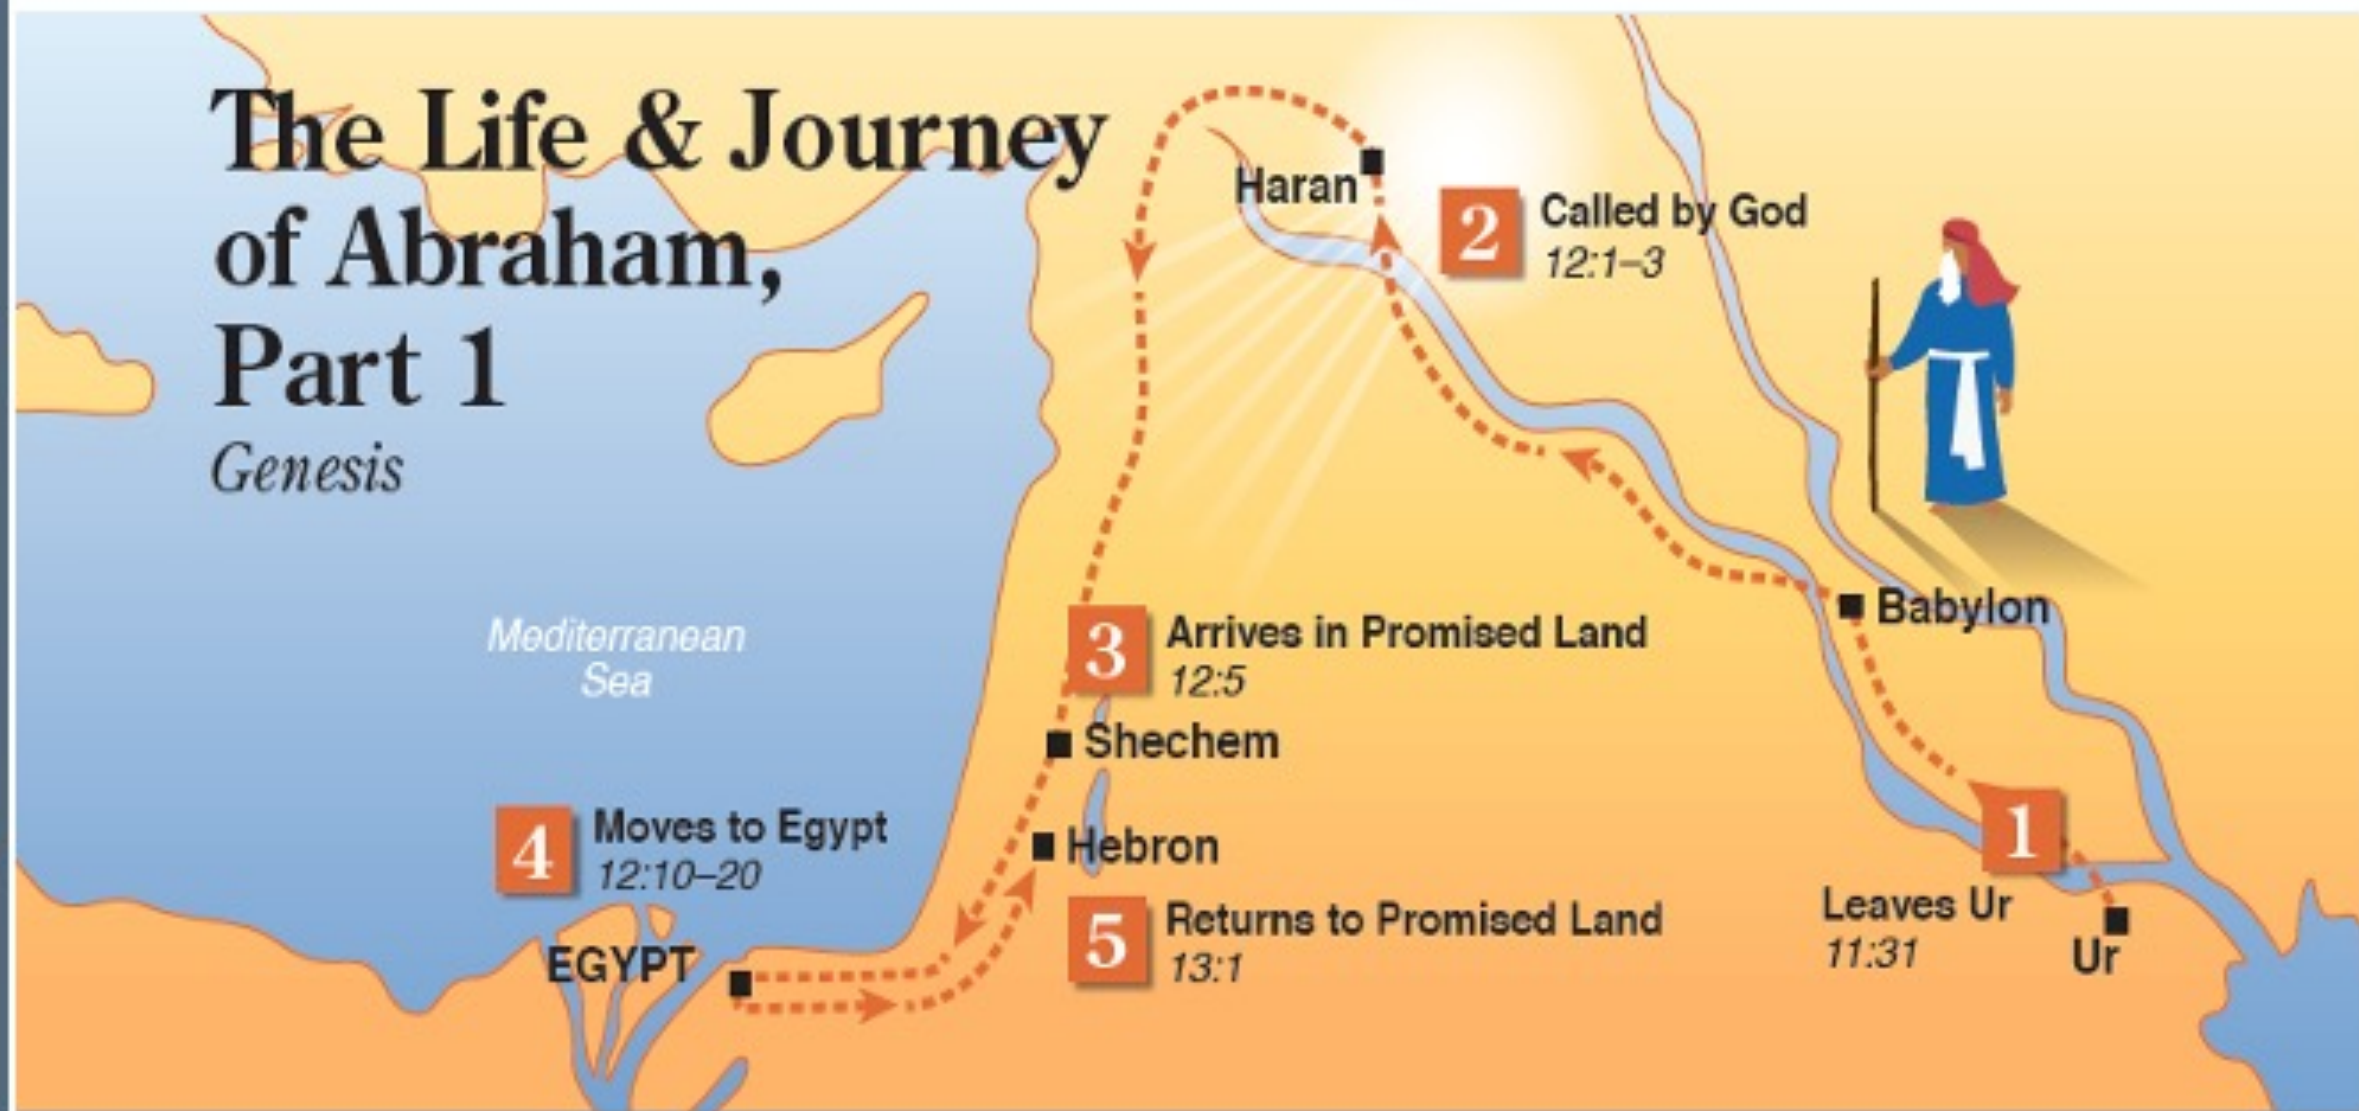 The Life & Journey
of Abraham,
Part 1
Genesis
Haran
2
Called by God
12:1–3
Babylon
Mediterranean
Sea
3
Arrives in Promised Land
12:5
Shechem
4
Moves to Egypt
12:10–20
Hebron
1
Leaves Ur
11:31
Ur
5
Returns to Promised Land
13:1
EGYPT